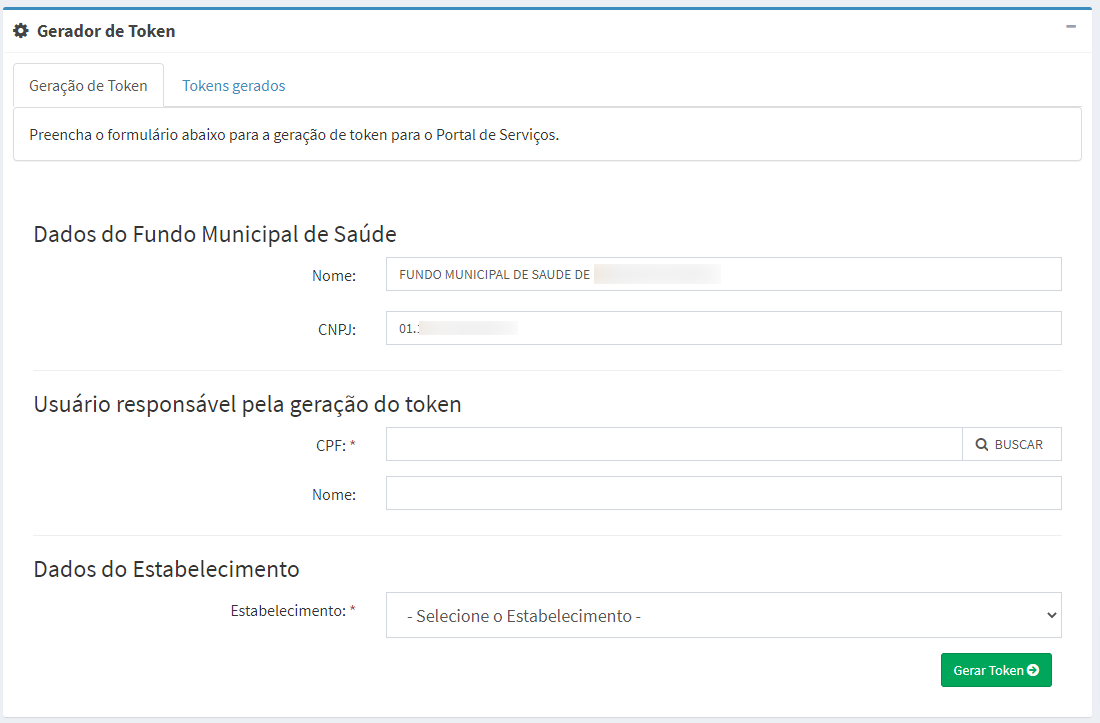 Gerador de Token
Geração de Token
Tokens gerados
Preencha o formulário abaixo para a geração de token para o Portal de Serviços.
Dados do Fundo Municipal de Saúde
Nome: FUNDO MUNICIPAL DE SAUDE DE
CNPJ: 01.
Usuário responsável pela geração do token
CPF: * BUSCAR
Nome:
Dados do Estabelecimento
Estabelecimento: * - Selecione o Estabelecimento -
Gerar Token